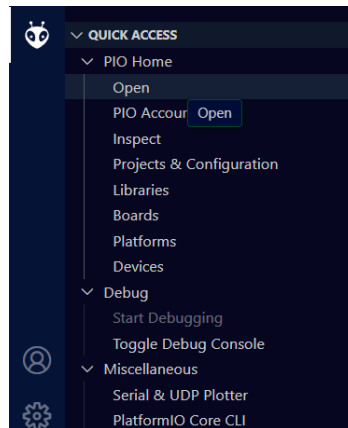 QUICK ACCESS
PIO Home
Open
PIO Accour Open
Inspect
Projects & Configuration
Libraries
Boards
Platforms
Devices
Debug
Start Debugging
Toggle Debug Console
Miscellaneous
Serial & UDP Plotter
PlatformIO Core CLI